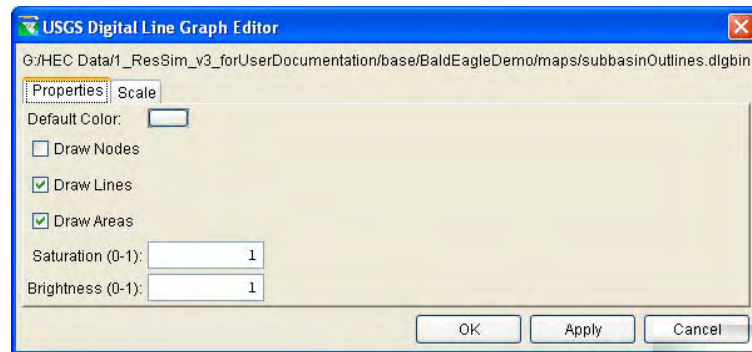 USGS Digital Line Graph Editor
G:/HEC Data/1_ResSim_v3_forUserDocumentation/base/BaldEagleDemo/maps/subbasinOutlines.dlgbin
Properties Scale
Default Color:
Draw Nodes
Draw Lines
Draw Areas
Saturation (0-1): 1
Brightness (0-1): 1
OK Apply Cancel